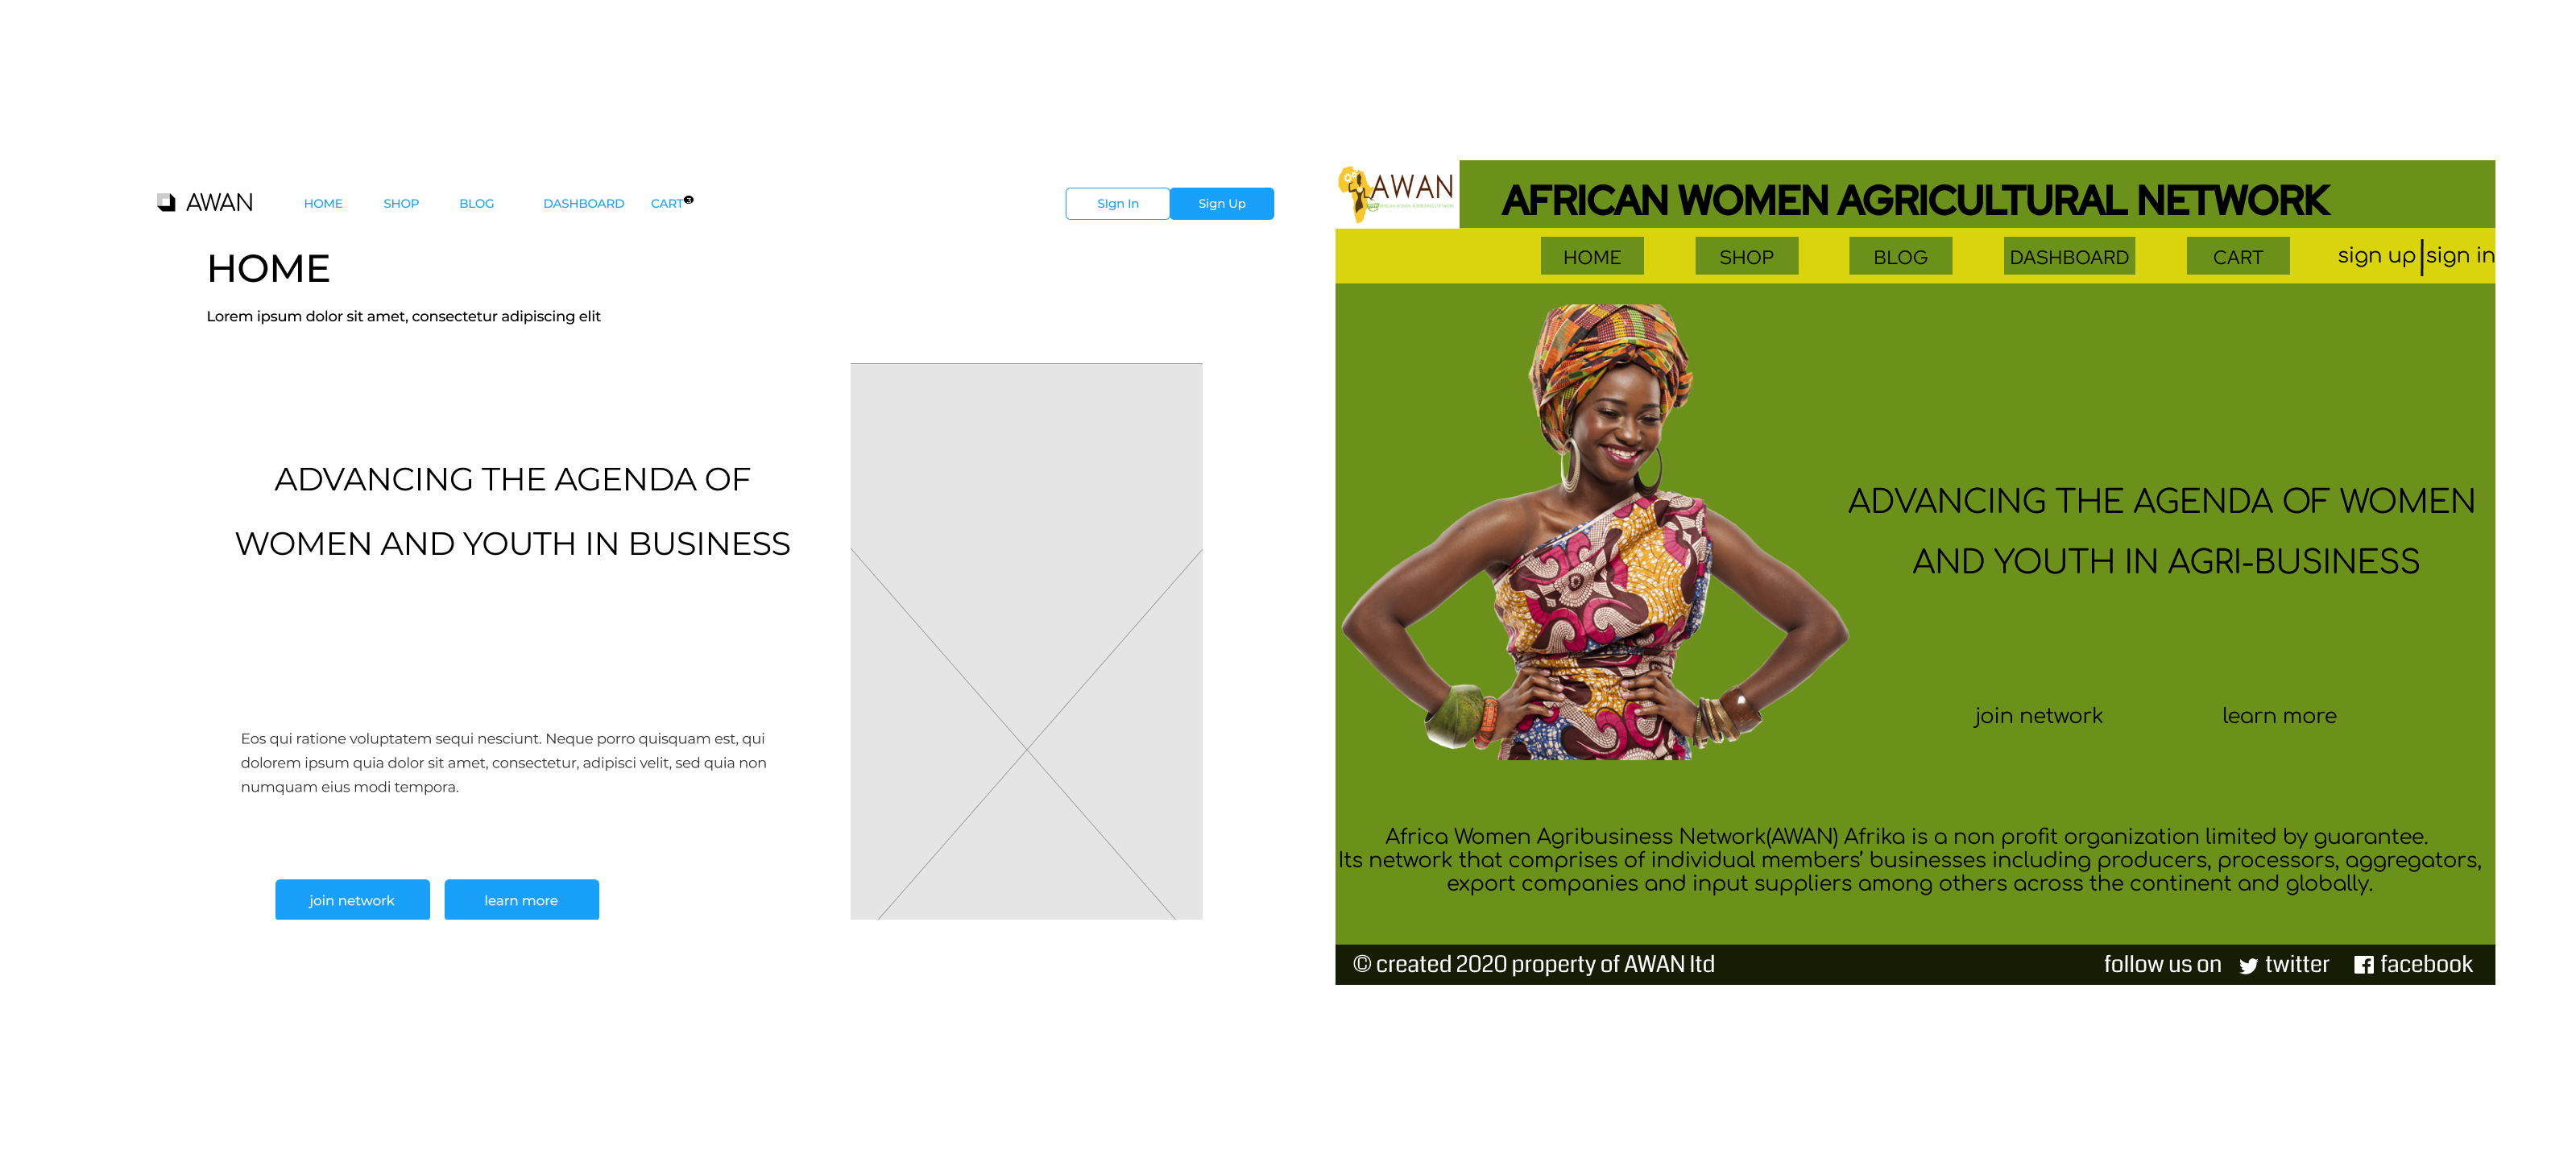 AWAN
HOME
SHOP
BLOG
DASHBOARD
CART
3
SIgn In
Sign Up
HOME
Lorem ipsum dolor sit amet, consectetur adipiscing elit
ADVANCING THE AGENDA OF
WOMEN AND YOUTH IN BUSINESS
Eos qui ratione voluptatem sequi nesciunt. Neque porro quisquam est, qui
dolorem ipsum quia dolor sit amet, consectetur, adipisci velit, sed quia non
numquam eius modi tempora.
join network
learn more
AWAN
AFRICAN WOMEN AGRICULTURAL NETWORK
HOME
SHOP
BLOG
DASHBOARD
CART
sign up
sign in
ADVANCING THE AGENDA OF WOMEN
AND YOUTH IN AGRI-BUSINESS
join network
learn more
Africa Women Agribusiness Network(AWAN) Afrika is a non profit organization limited by guarantee.
Its network that comprises of individual members' businesses including producers, processors, aggregators,
export companies and input suppliers among others across the continent and globally.
© created 2020 property of AWAN ltd
follow us on
twitter
facebook